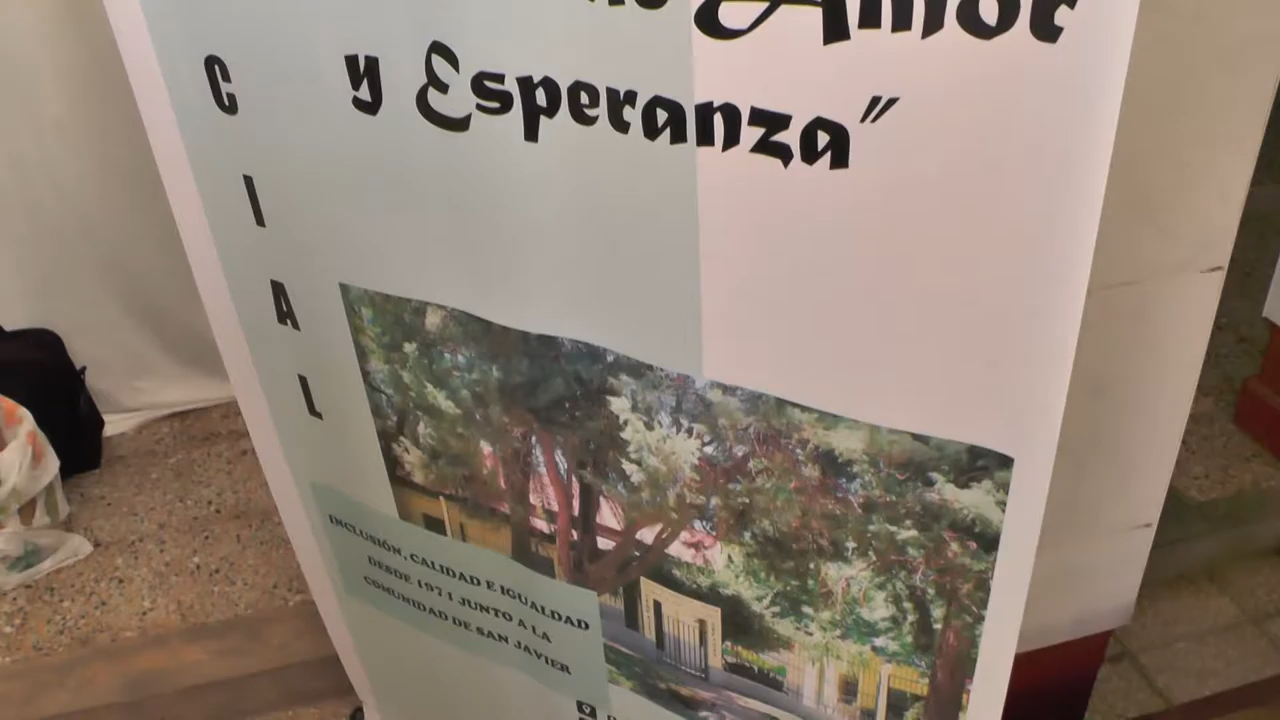 Amor
y Esperanza”
C
I
A
L
INCLUSIÓN, CALIDAD E IGUALDAD
DESDE 1971 JUNTO A LA
COMUNIDAD DE SAN JAVIER